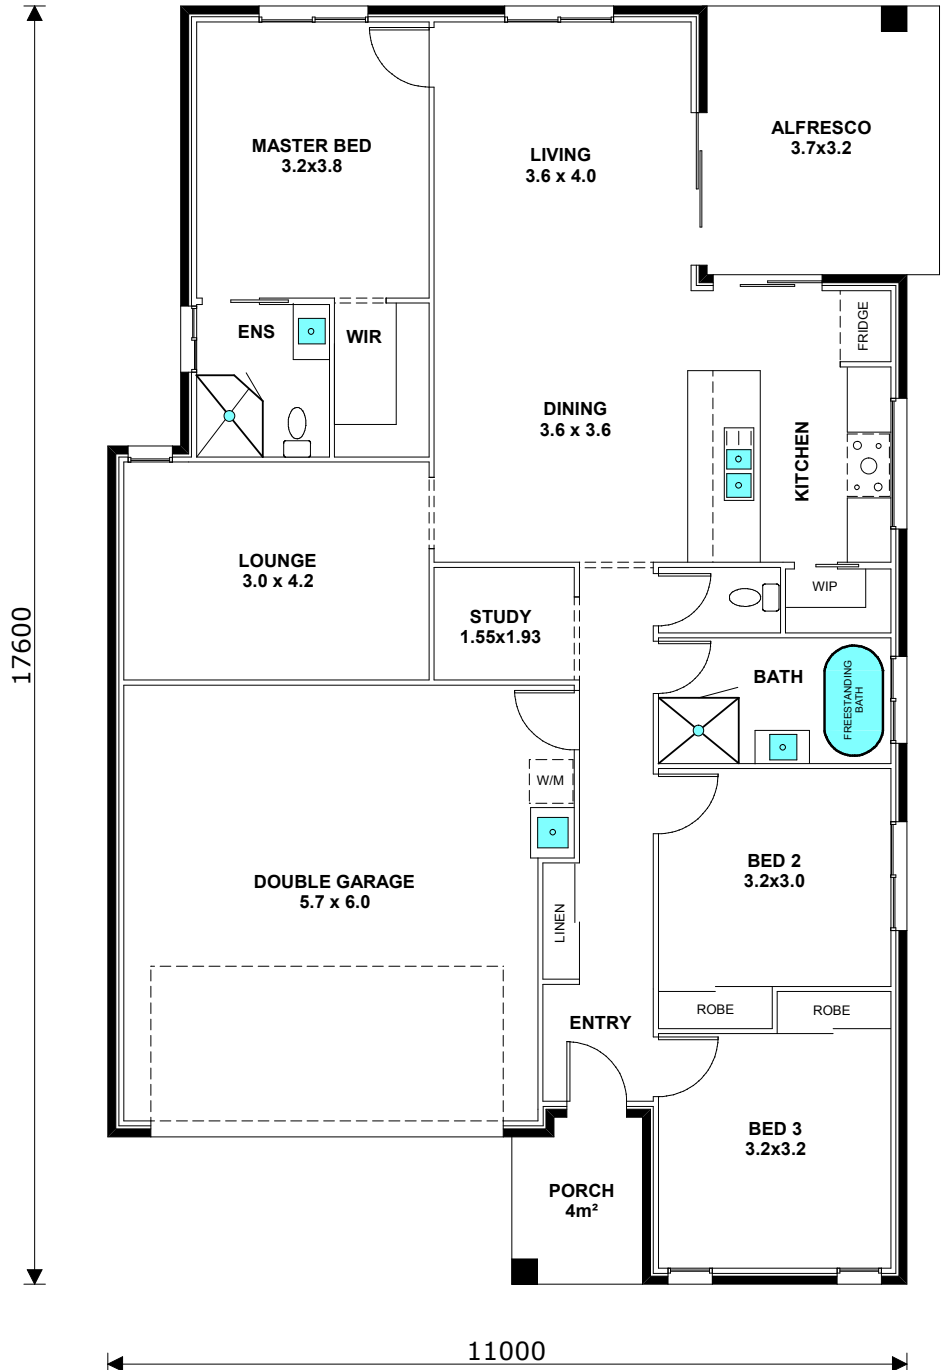 MASTER BED
3.2x3.8
LIVING
3.6 x 4.0
ALFRESCO
3.7x3.2
ENS
WIR
FRIDGE
DINING
3.6 x 3.6
KITCHEN
LOUNGE
3.0 x 4.2
STUDY
1.55x1.93
WIP
BATH
FREESTANDING
BATH
17600
W/M
DOUBLE GARAGE
5.7 x 6.0
BED 2
3.2x3.0
LINEN
ROBE
ROBE
ENTRY
BED 3
3.2x3.2
PORCH
4m²
11000